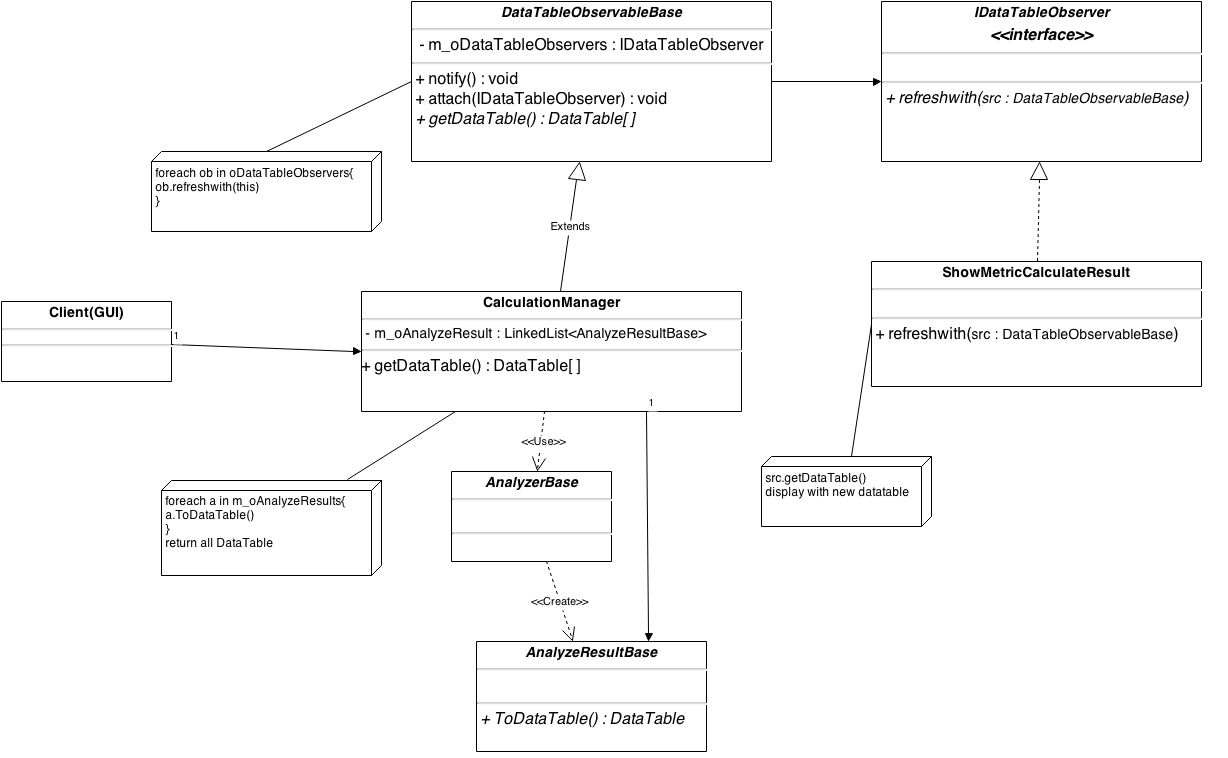 DataTableObservableBase
- m_oDataTableObservers : IDataTableObserver
+ notify() : void
+ attach(IDataTableObserver) : void
+ getDataTable() : DataTable[ ]
IDataTableObserver
<<interface>>
+ refreshwith(src : DataTableObservableBase)
foreach ob in oDataTableObservers{
ob.refreshwith(this)
}
Extends
Client(GUI)
1
CalculationManager
- m_oAnalyzeResult : LinkedList<AnalyzeResultBase>
+ getDataTable() : DataTable[ ]
1
ShowMetricCalculateResult
+ refreshwith(src : DataTableObservableBase)
<<Use>>
src.getDataTable()
display with new datatable
foreach a in m_oAnalyzeResults{
a.ToDataTable()
}
return all DataTable
AnalyzerBase
<<Create>>
AnalyzeResultBase
+ ToDataTable() : DataTable